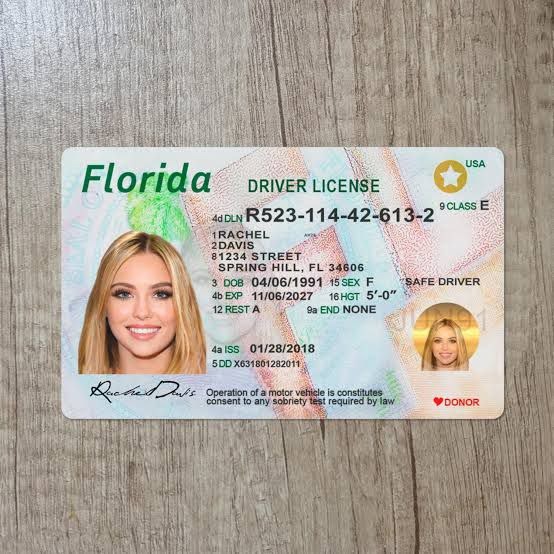 Florida
DRIVER LICENSE
USA
9 CLASS E
4d DLN R523-114-42-613-2
1 RACHEL
2 DAVIS
8 1234 STREET
SPRING HILL, FL 34606
3 DOB 04/06/1991 15 SEX F SAFE DRIVER
4b EXP 11/06/2027 16 HGT 5'-0"
12 REST A 9a END NONE
4a ISS 01/28/2018
5 DD X631801282011
Rachel Davis
Operation of a motor vehicle is constitutes
consent to any sobriety test required by law
DONOR